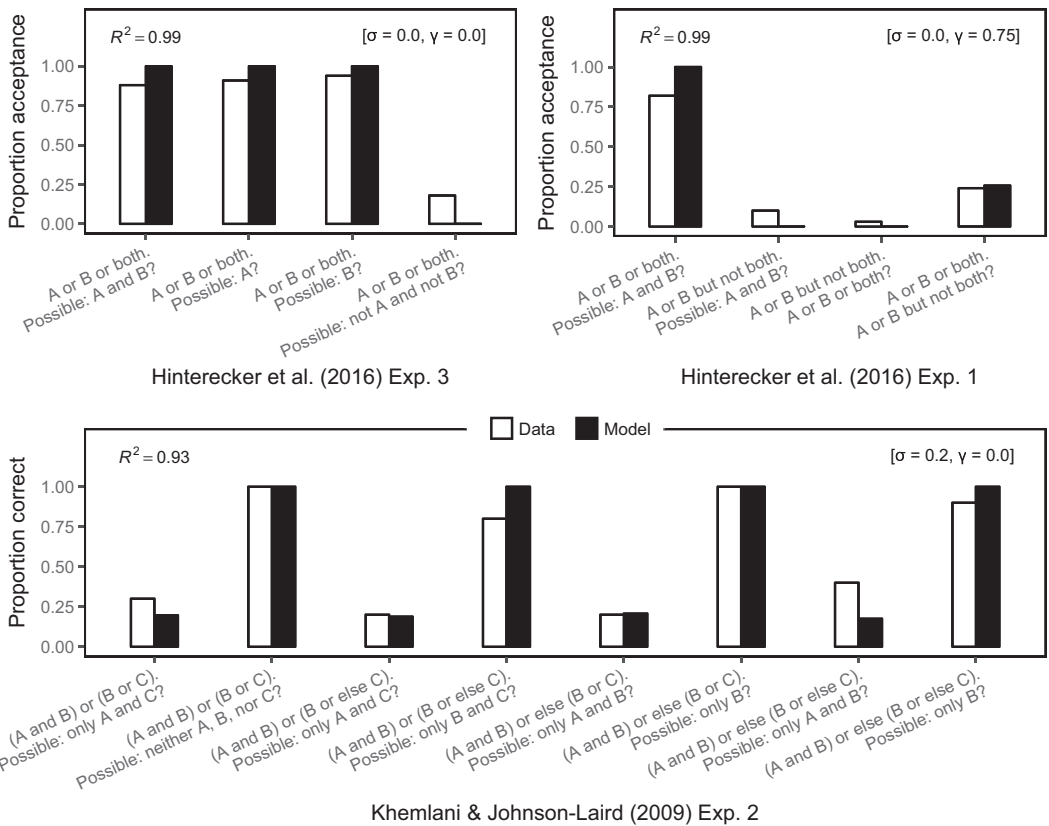 Proportion acceptance
R² = 0.99
[σ = 0.0, γ = 0.0]
1.00
0.75
0.50
0.25
0.00
A or B or both.
Possible: A and B?
A or B or both.
Possible: A?
A or B or both.
Possible: B?
A or B or both.
Possible: not A and not B?
Hinterecker et al. (2016) Exp. 3
Proportion acceptance
R² = 0.99
[σ = 0.0, γ = 0.75]
1.00
0.75
0.50
0.25
0.00
A or B or both.
Possible: A and B?
A or B but not both.
Possible: A and B?
A or B but not both.
A or B or both?
A or B or both.
A or B but not both?
Hinterecker et al. (2016) Exp. 1
Data
Model
Proportion correct
R² = 0.93
[σ = 0.2, γ = 0.0]
1.00
0.75
0.50
0.25
0.00
(A and B) or (B or C).
Possible: only A and C?
(A and B) or (B or C).
Possible: neither A, B, nor C?
(A and B) or (B or else C).
Possible: only A and C?
(A and B) or (B or else C).
Possible: only B and C?
(A and B) or else (B or C).
Possible: only A and B?
(A and B) or else (B or C).
Possible: only B?
(A and B) or else (B or else C).
Possible: only A and B?
(A and B) or else (B or else C).
Possible: only B?
Khemlani & Johnson-Laird (2009) Exp. 2